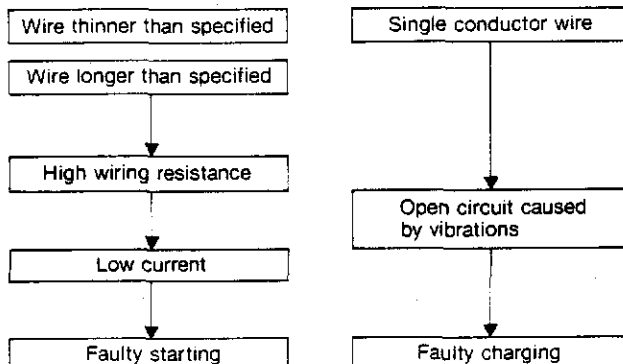 Wire thinner than specified
Wire longer than specified
High wiring resistance
Low current
Faulty starting
Single conductor wire
Open circuit caused
by vibrations
Faulty charging